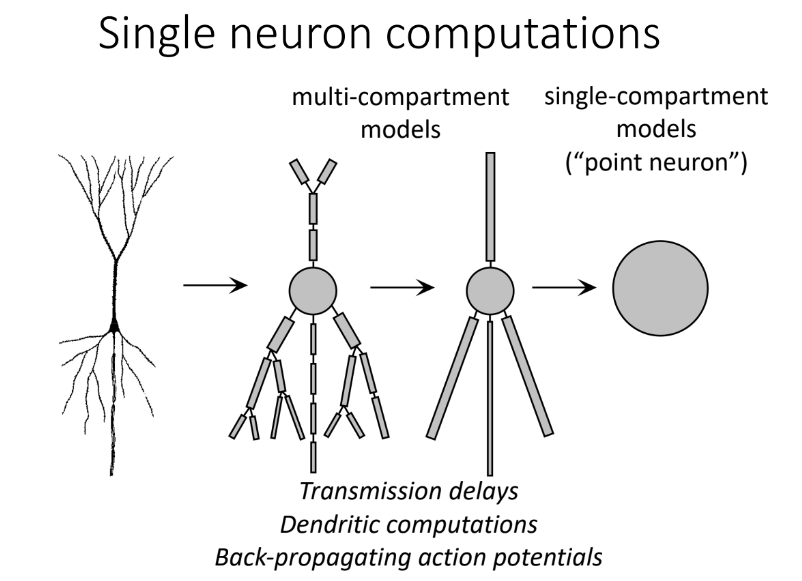 Single neuron computations
multi-compartment
models
single-compartment
models
(“point neuron”)
Transmission delays
Dendritic computations
Back-propagating action potentials